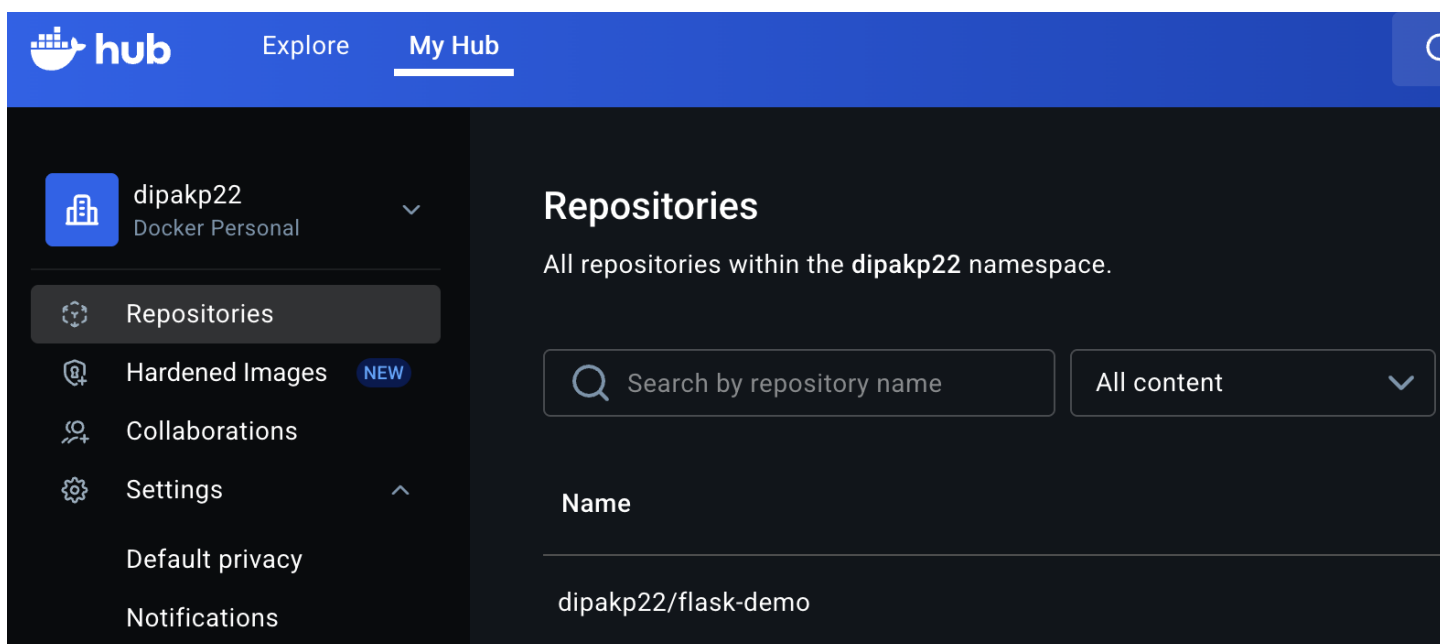 hub Explore My Hub
dipakp22
Docker Personal
Repositories
Hardened Images NEW
Collaborations
Settings
Default privacy
Notifications
Repositories
All repositories within the dipakp22 namespace.
Search by repository name All content
Name
dipakp22/flask-demo